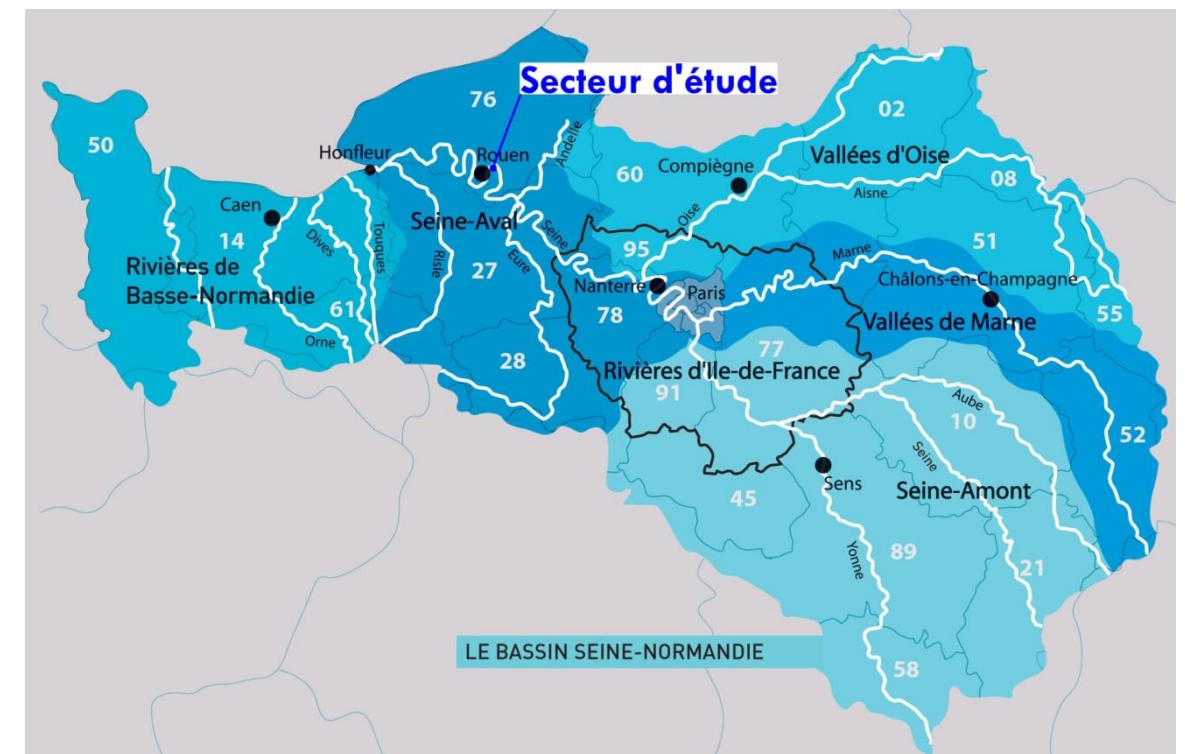 Secteur d'étude
76
02
50
Honfleur
Rouen
Andelle
Compiègne
Vallées d'Oise
60
08
Aisne
Caen
Seine-Aval
Oise
14
Dives
Touques
Risle
27
Eure
Seine
95
51
Marne
Rivières de
Basse-Normandie
Nanterre
Paris
Châlons-en-Champagne
61
78
Vallées de Marne
55
Orne
28
77
Rivières d'Ile-de-France
91
Aube
10
52
Seine
Sens
Seine-Amont
45
Yonne
89
21
LE BASSIN SEINE-NORMANDIE
58